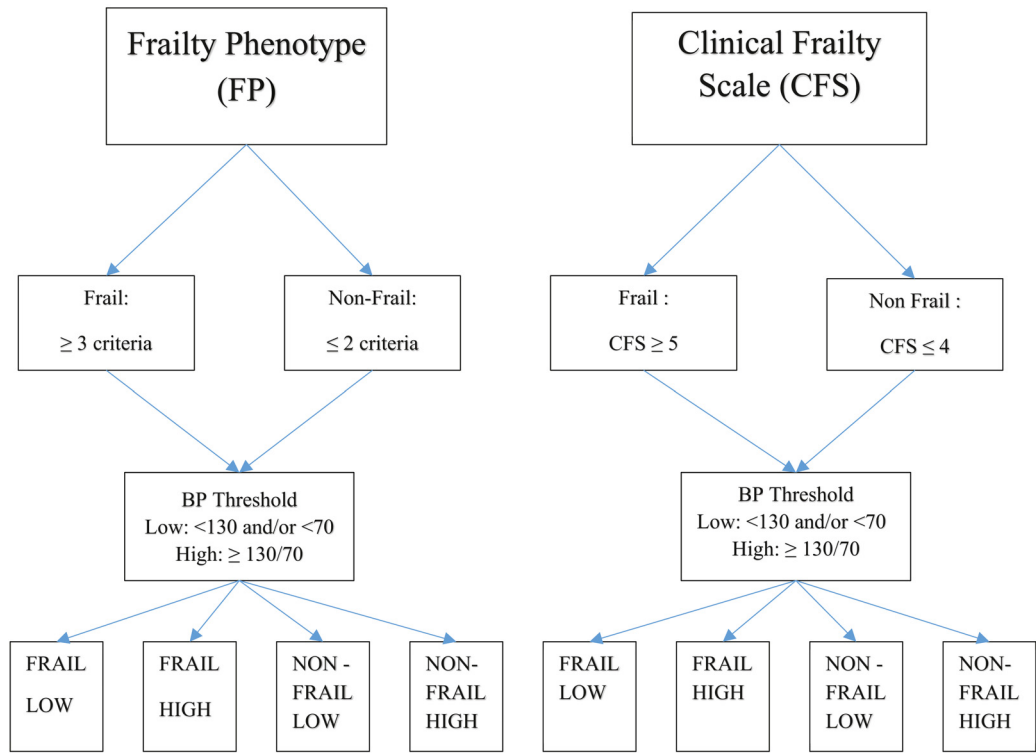 Frailty Phenotype
(FP)
Clinical Frailty
Scale (CFS)
Frail:
≥ 3 criteria
Non-Frail:
≤ 2 criteria
Frail :
CFS ≥ 5
Non Frail :
CFS ≤ 4
BP Threshold
Low: <130 and/or <70
High: ≥ 130/70
BP Threshold
Low: <130 and/or <70
High: ≥ 130/70
FRAIL
LOW
FRAIL
HIGH
NON -
FRAIL
LOW
NON-
FRAIL
HIGH
FRAIL
LOW
FRAIL
HIGH
NON -
FRAIL
LOW
NON-
FRAIL
HIGH